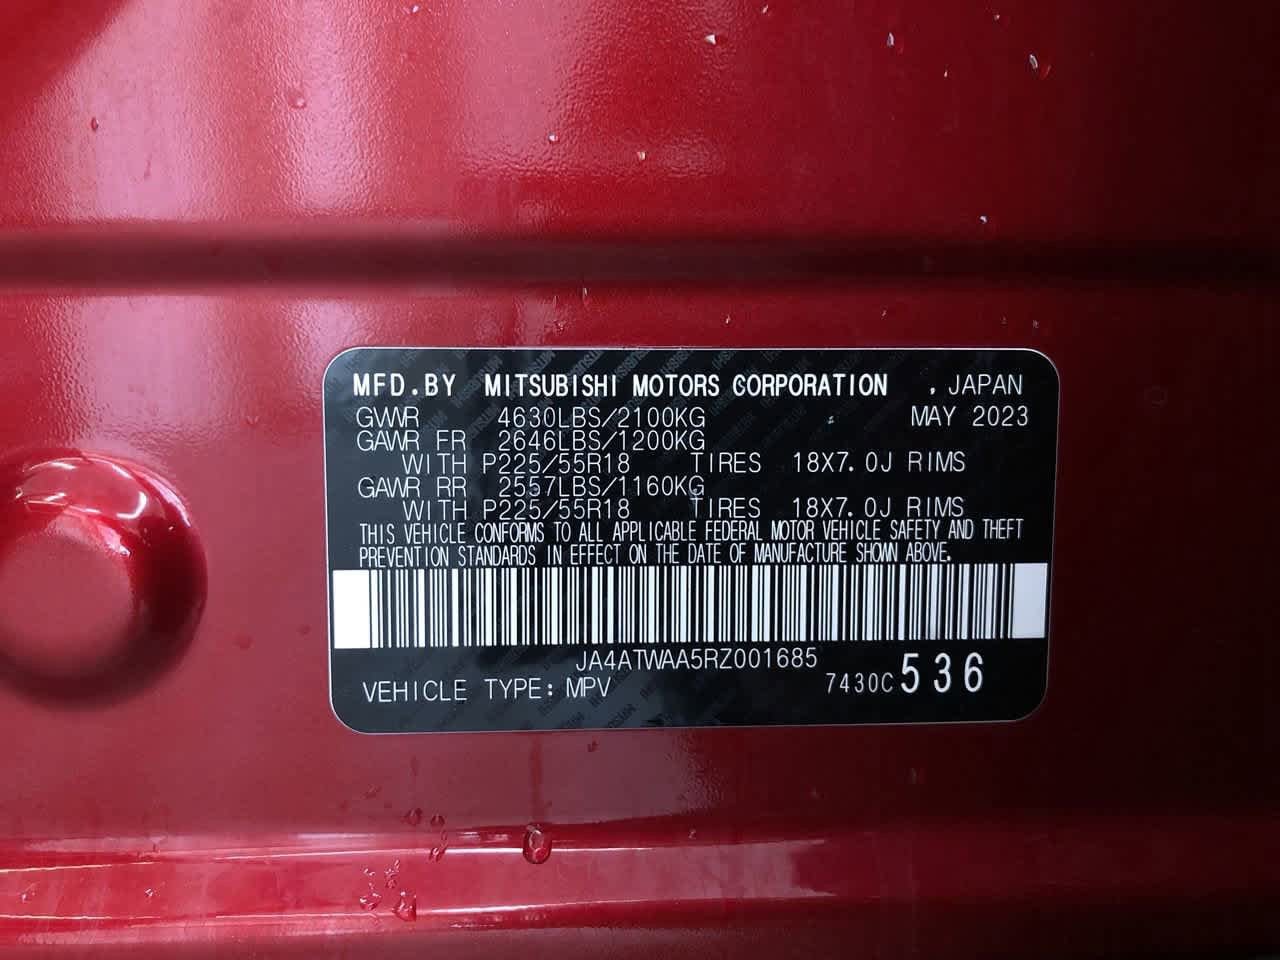 MFD.BY MITSUBISHI MOTORS CORPORATION , JAPAN
GVWR 4630LBS/2100KG MAY 2023
GAWR FR 2646LBS/1200KG
WITH P225/55R18 TIRES 18X7.0J RIMS
GAWR RR 2557LBS/1160KG
WITH P225/55R18 TIRES 18X7.0J RIMS
THIS VEHICLE CONFORMS TO ALL APPLICABLE FEDERAL MOTOR VEHICLE SAFETY AND THEFT
PREVENTION STANDARDS IN EFFECT ON THE DATE OF MANUFACTURE SHOWN ABOVE.
JA4ATWAA5RZ001685
VEHICLE TYPE: MPV 7430C 536